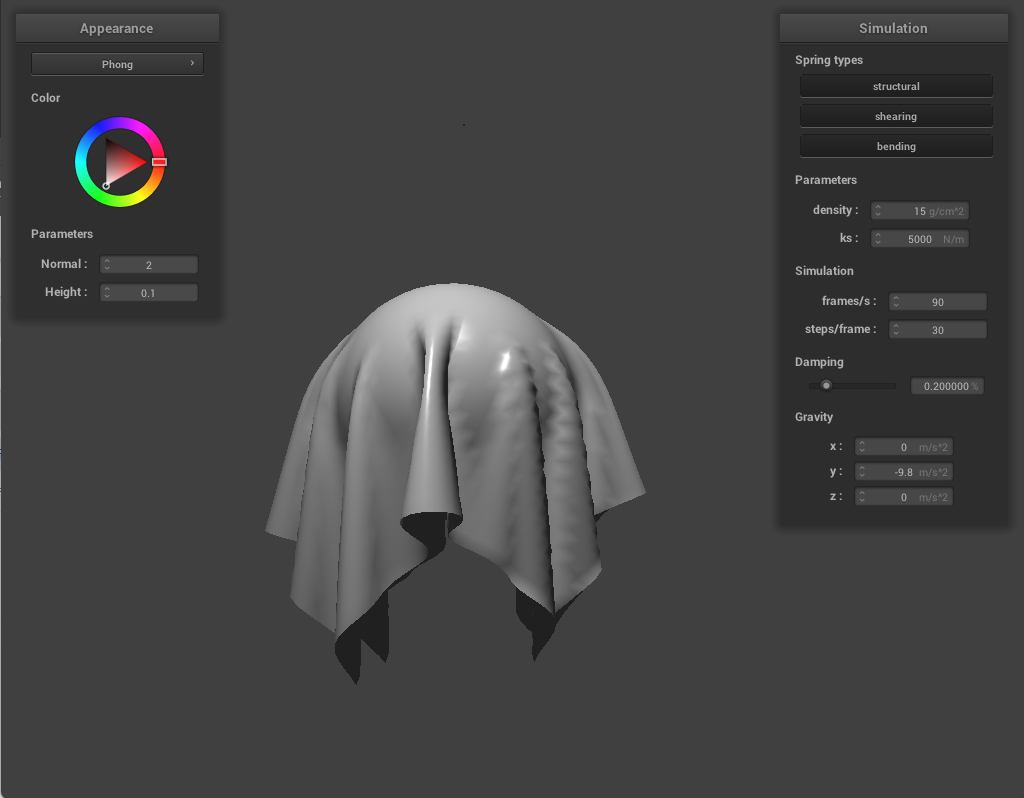 Appearance
Phong
Color
Parameters
Normal : 2
Height : 0.1
Simulation
Spring types
structural
shearing
bending
Parameters
density : 15 g/cm^2
ks : 5000 N/m
Simulation
frames/s : 90
steps/frame : 30
Damping
0.200000 %
Gravity
x : 0 m/s^2
y : -9.8 m/s^2
z : 0 m/s^2